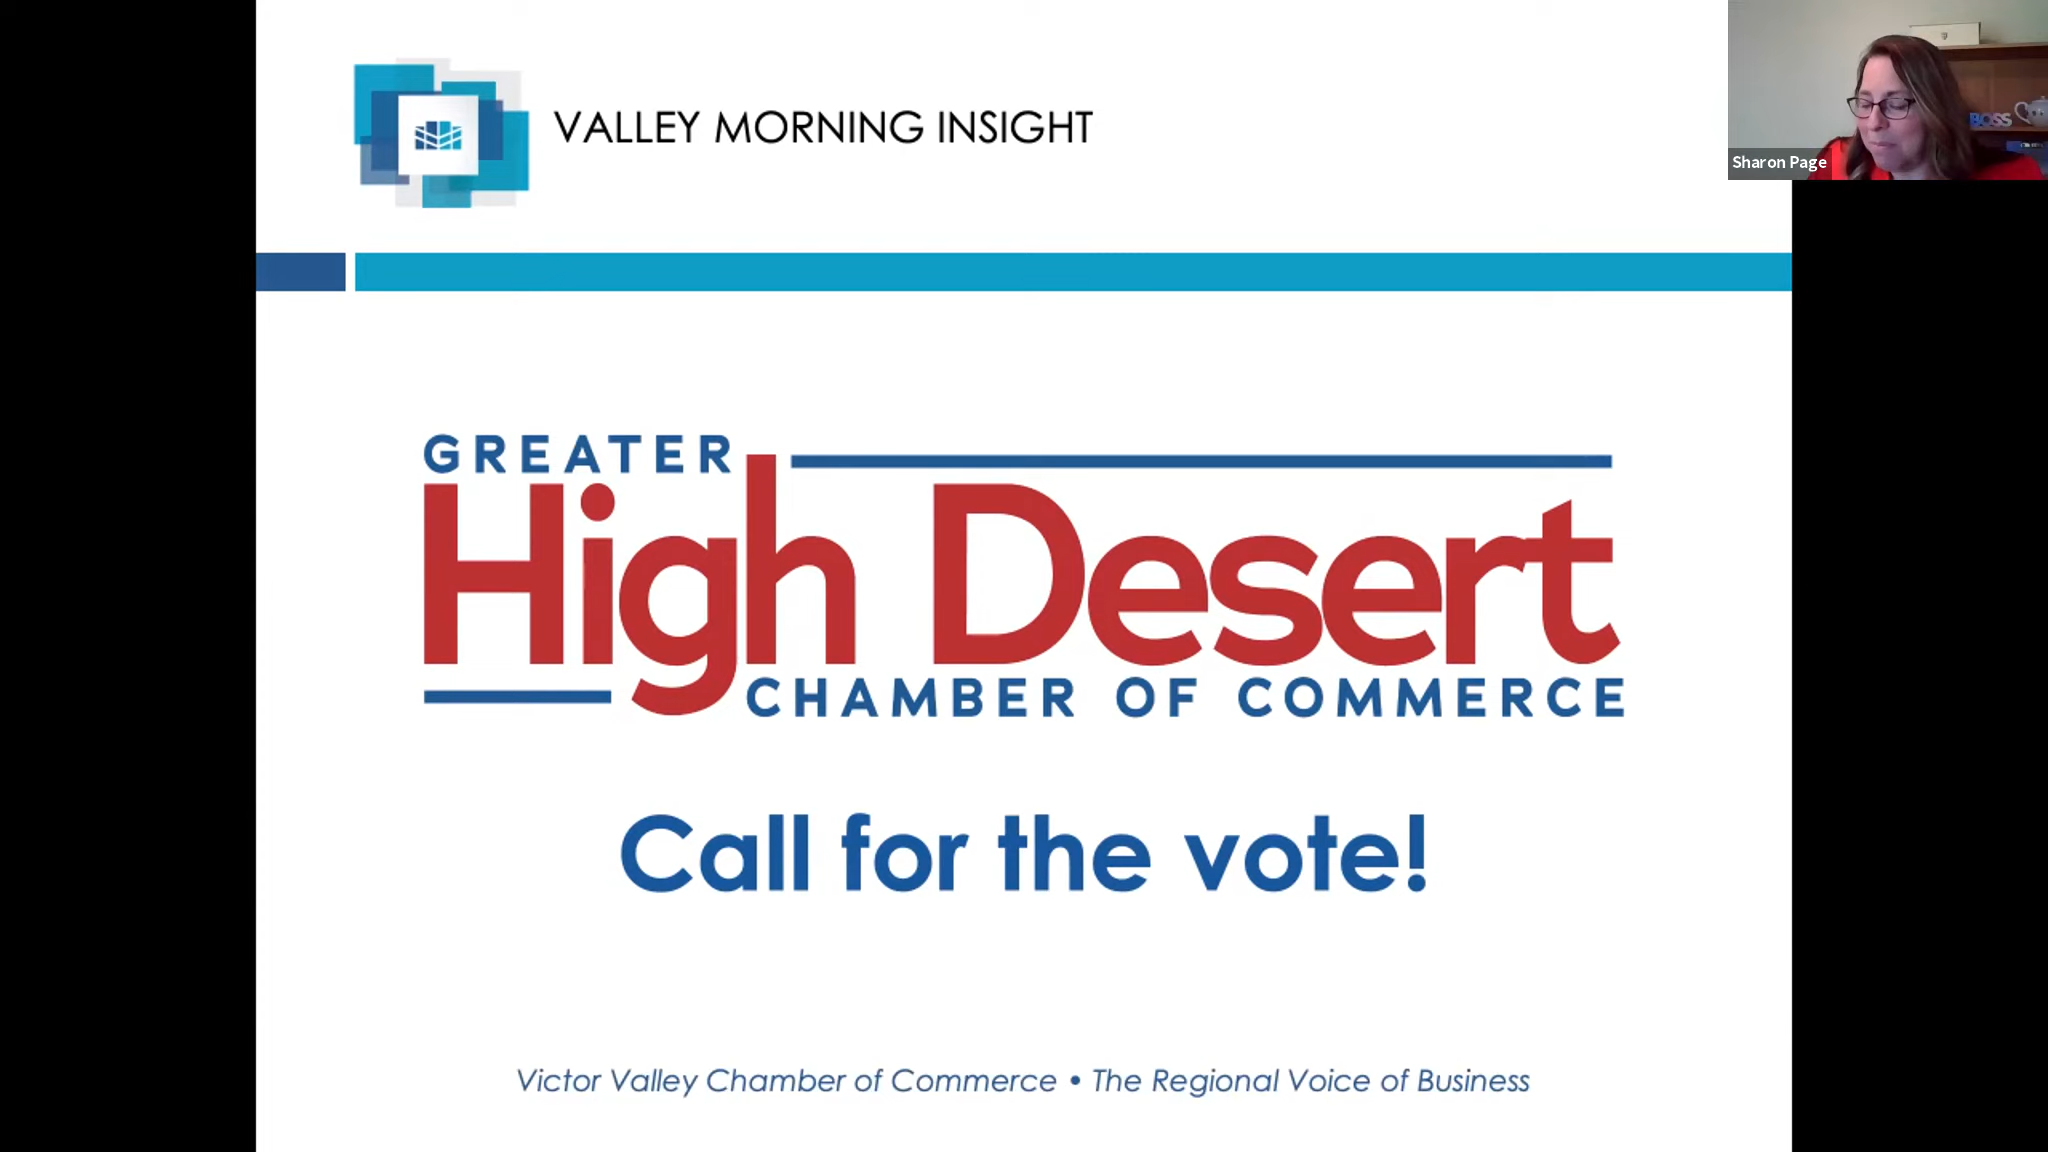 VALLEY MORNING INSIGHT
BOSS
Sharon Page
GREATER
High Desert
CHAMBER OF COMMERCE
Call for the vote!
Victor Valley Chamber of Commerce • The Regional Voice of Business